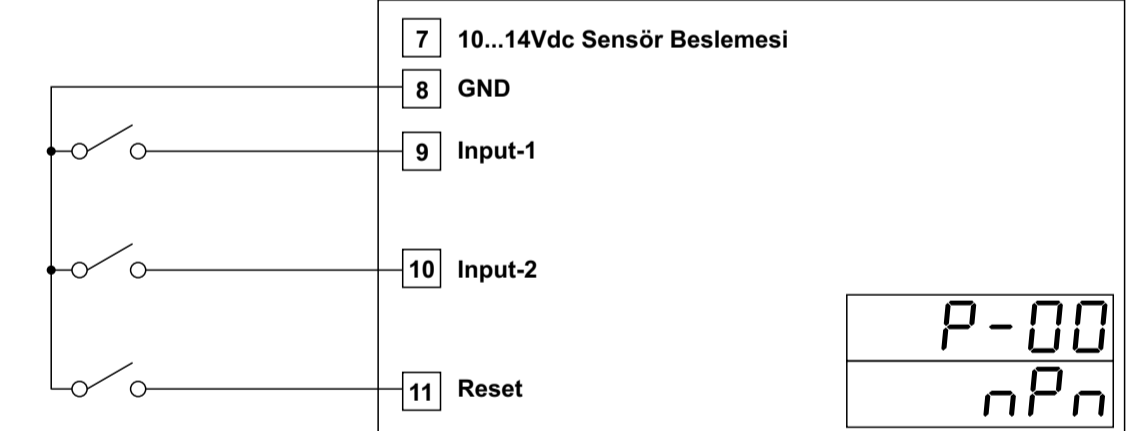 7 10...14Vdc Sensör Beslemesi
8 GND
9 Input-1
10 Input-2
11 Reset
P-00
nPn